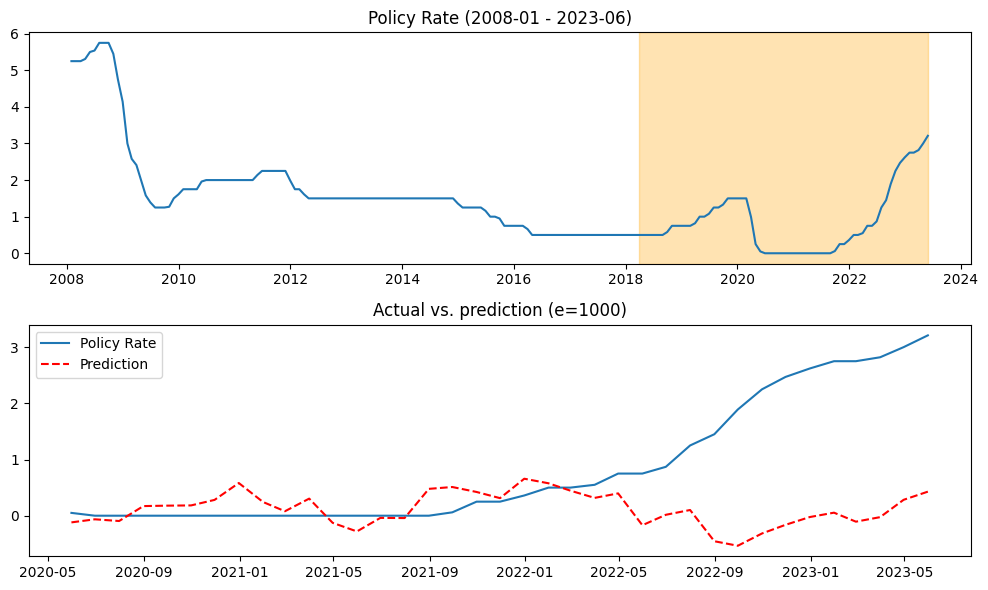 Policy Rate (2008-01 - 2023-06)
6
5
4
3
2
1
0
2008 2010 2012 2014 2016 2018 2020 2022 2024
Actual vs. prediction (e=1000)
Policy Rate
Prediction
3
2
1
0
2020-05 2020-09 2021-01 2021-05 2021-09 2022-01 2022-05 2022-09 2023-01 2023-05